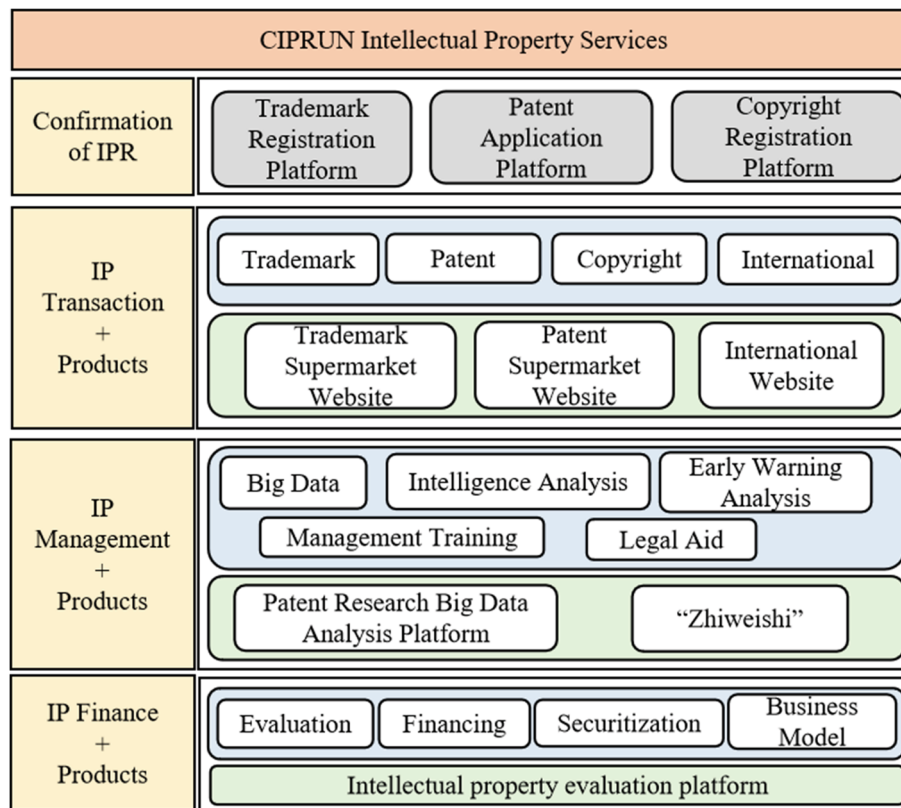 CIPRUN Intellectual Property Services
Confirmation
of IPR
Trademark
Registration
Platform
Patent
Application
Platform
Copyright
Registration
Platform
IP
Transaction
+
Products
Trademark
Patent
Copyright
International
Trademark
Supermarket
Website
Patent
Supermarket
Website
International
Website
IP
Management
+
Products
Big Data
Intelligence Analysis
Early Warning
Analysis
Management Training
Legal Aid
Patent Research Big Data
Analysis Platform
“Zhiweishi”
IP Finance
+
Products
Evaluation
Financing
Securitization
Business
Model
Intellectual property evaluation platform